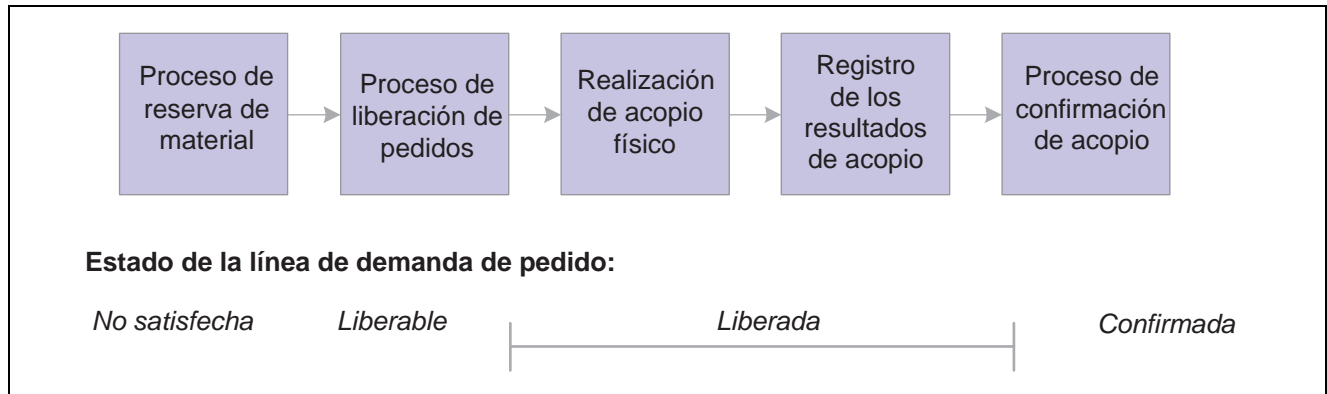 Proceso de
reserva de
material
Proceso de
liberación de
pedidos
Realización
de acopio
físico
Registro
de los
resultados
de acopio
Proceso de
confirmación
de acopio
Estado de la línea de demanda de pedido:
No satisfecha
Liberable
Liberada
Confirmada